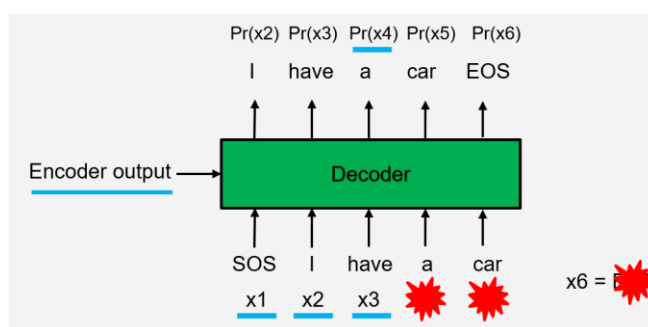 Pr(x2) Pr(x3) Pr(x4) Pr(x5) Pr(x6)
I have a car EOS
Encoder output
Decoder
SOS I have a car
x1 x2 x3
x6 =